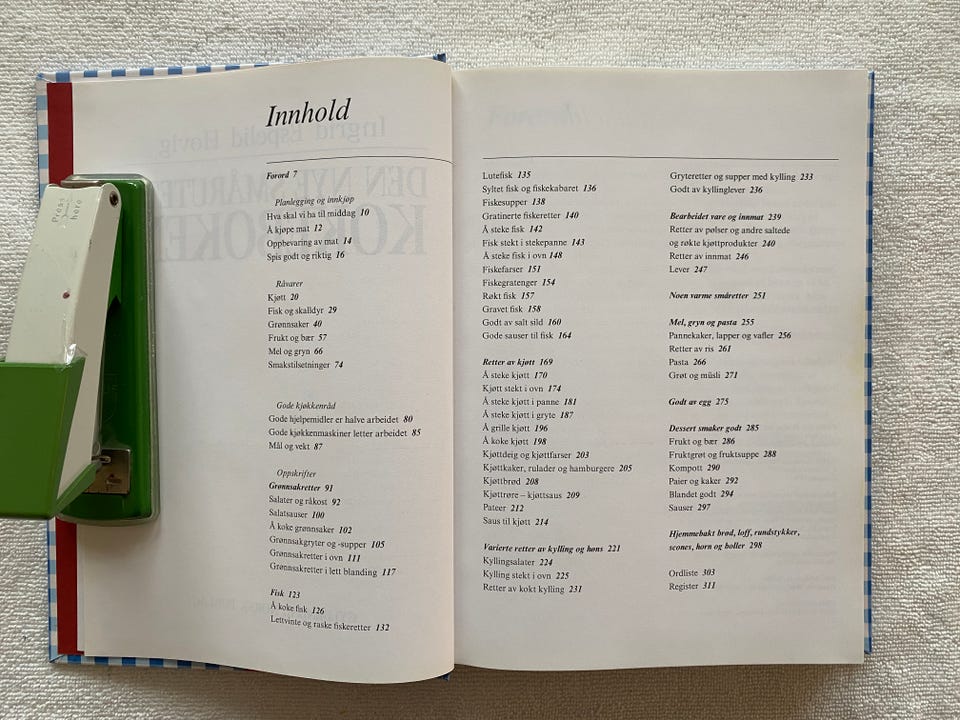 Innhold
Forord 7
Planlegging og innkjøp
Hva skal vi ha til middag 10
Å kjøpe mat 12
Oppbevaring av mat 14
Spis godt og riktig 16
Råvarer
Kjøtt 20
Fisk og skalldyr 29
Grønnsaker 40
Frukt og bær 57
Mel og gryn 66
Smakstilsetninger 74
Gode kjøkkenråd
Gode hjelpemidler er halve arbeidet 80
Gode kjøkkenmaskiner letter arbeidet 85
Mål og vekt 87
Oppskrifter
Grønnsakretter 91
Salater og råkost 92
Salatsauser 100
Å koke grønnsaker 102
Grønnsakgryter og -supper 105
Grønnsakretter i ovn 111
Grønnsakretter i lett blanding 117
Fisk 123
Å koke fisk 126
Lettvinte og raske fiskeretter 132
Lutefisk 135
Syltet fisk og fiskekabaret 136
Fiskesupper 138
Gratinerte fiskeretter 140
Å steke fisk 142
Fisk stekt i stekepanne 143
Å steke fisk i ovn 148
Fiskefarser 151
Fiskegratenger 154
Røkt fisk 157
Gravet fisk 158
Godt av salt sild 160
Gode sauser til fisk 164
Retter av kjøtt 169
Å steke kjøtt 170
Kjøtt stekt i ovn 174
Å steke kjøtt i panne 181
Å steke kjøtt i gryte 187
Å grille kjøtt 196
Å koke kjøtt 198
Kjøttdeig og kjøttfarser 203
Kjøttkaker, rulader og hamburgere 205
Kjøttbrød 208
Kjøttrøre – kjøttsaus 209
Pateer 212
Saus til kjøtt 214
Varierte retter av kylling og høns 221
Kyllingsalater 224
Kylling stekt i ovn 225
Retter av kokt kylling 231
Gryteretter og supper med kylling 233
Godt av kyllinglever 236
Bearbeidet vare og innmat 239
Retter av pølser og andre saltede
og røkte kjøttprodukter 240
Retter av innmat 246
Lever 247
Noen varme småretter 251
Mel, gryn og pasta 255
Pannekaker, lapper og vafler 256
Retter av ris 261
Pasta 266
Grøt og müsli 271
Godt av egg 275
Dessert smaker godt 285
Frukt og bær 286
Fruktgrøt og fruktsuppe 288
Kompott 290
Paier og kaker 292
Blandet godt 294
Sauser 297
Hjemmebakt brød, loff, rundstykker,
scones, horn og boller 298
Ordliste 303
Register 311
Press
here